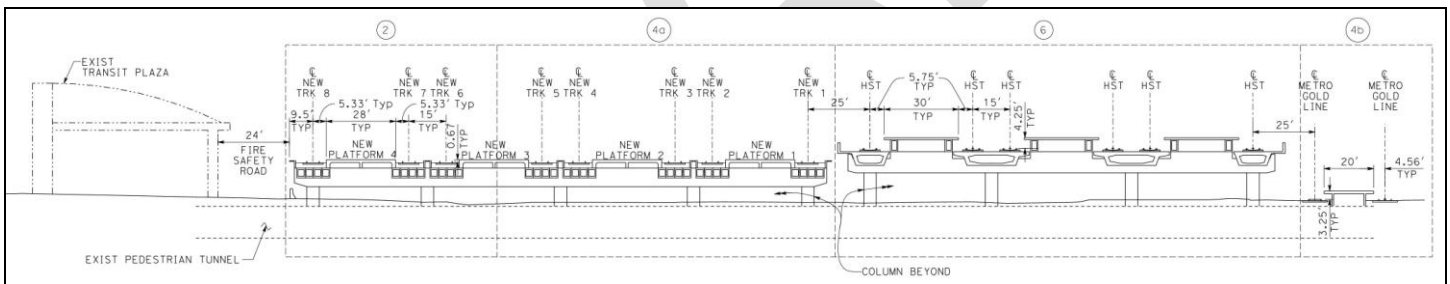 2
4a
6
4b
EXIST
TRANSIT PLAZA
℄
NEW
TRK 8
℄
NEW
TRK 7
℄
NEW
TRK 6
℄
NEW
TRK 5
℄
NEW
TRK 4
℄
NEW
TRK 3
℄
NEW
TRK 2
℄
NEW
TRK 1
℄
HST
℄
HST
℄
HST
℄
HST
℄
HST
℄
HST
℄
METRO
GOLD
LINE
℄
METRO
GOLD
LINE
5.33' Typ
5.33' Typ
9.5'
TYP
28'
TYP
15'
TYP
0.67
TYP
25'
5.75'
TYP
30'
TYP
15'
TYP
4.25'
TYP
25'
24'
FIRE
SAFETY
ROAD
NEW
PLATFORM 4
NEW
PLATFORM 3
NEW
PLATFORM 2
NEW
PLATFORM 1
20'
4.56'
TYP
3.25'
TYP
EXIST PEDESTRIAN TUNNEL
COLUMN BEYOND